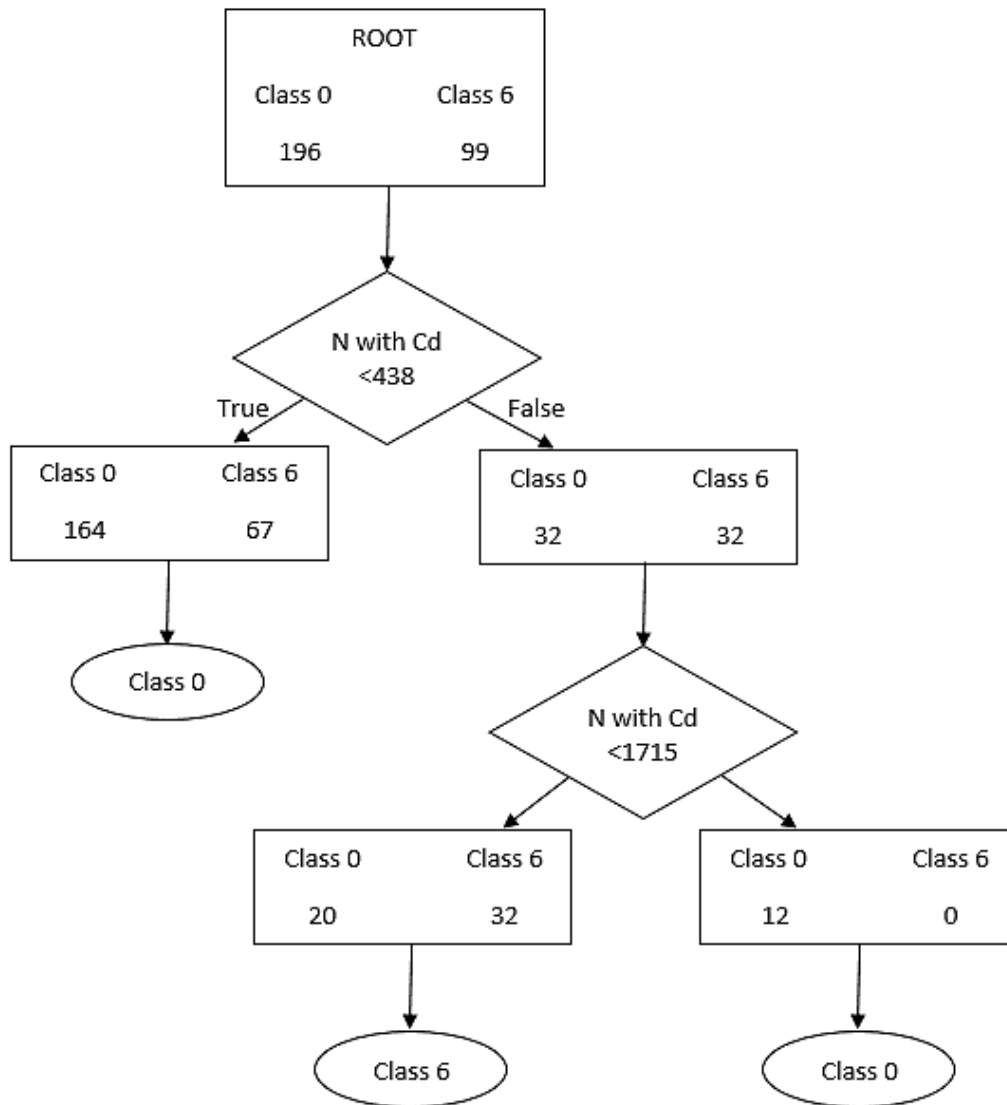 ROOT
Class 0 Class 6
196 99
N with Cd
<438
True False
Class 0 Class 6
164 67
Class 0 Class 6
32 32
Class 0
N with Cd
<1715
Class 0 Class 6
20 32
Class 0 Class 6
12 0
Class 6
Class 0